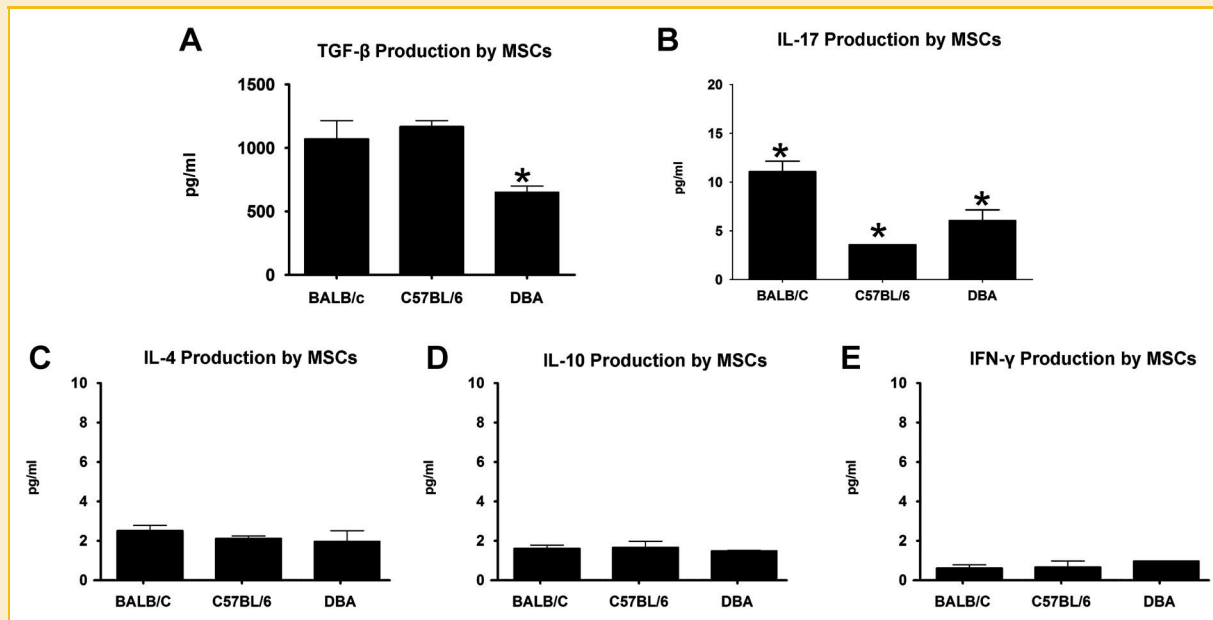 A
TGF-β Production by MSCs
1500
1000
500
0
pg/ml
*
BALB/c C57BL/6 DBA
B
IL-17 Production by MSCs
20
15
10
5
0
pg/ml
* * *
BALB/C C57BL/6 DBA
C
IL-4 Production by MSCs
10
8
6
4
2
0
pg/ml
BALB/C C57BL/6 DBA
D
IL-10 Production by MSCs
10
8
6
4
2
0
pg/ml
BALB/C C57BL/6 DBA
E
IFN-γ Production by MSCs
10
8
6
4
2
0
pg/ml
BALB/C C57BL/6 DBA